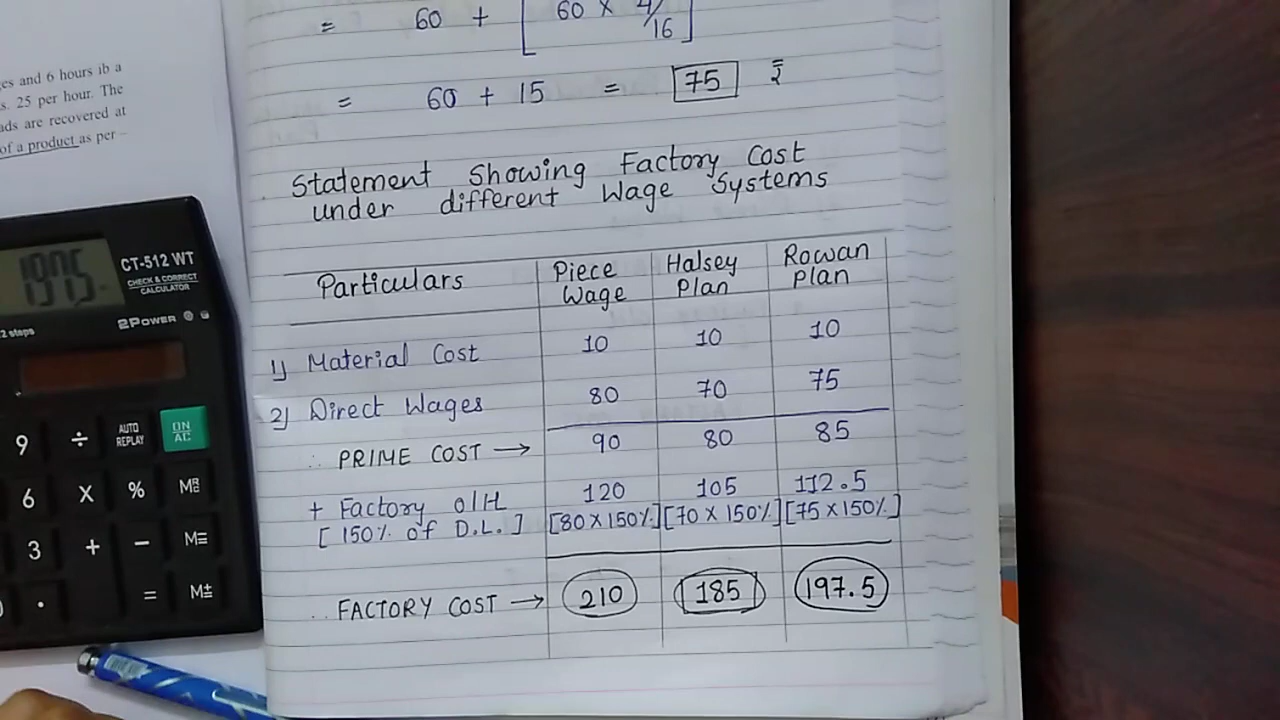 = 60 + [ 60 × 4/16 ]
= 60 + 15 = 75 ₹
es and 6 hours ib a
s. 25 per hour. The
ads are recovered at
of a product as per
Statement Showing Factory Cost
under different Wage Systems
Particulars Piece Wage Halsey Plan Rowan Plan
1) Material Cost 10 10 10
2) Direct Wages 80 70 75
∴ PRIME COST → 90 80 85
+ Factory O/H 120 105 112.5
[150% of D.L.] [80×150%] [70×150%] [75×150%]
∴ FACTORY COST → 210 185 197.5
197.5
CT-512 WT
CHECK & CORRECT
CALCULATOR
2POWER
2 steps
9 ÷ AUTO REPLAY ON AC
6 X %
3 + −
. =
M±